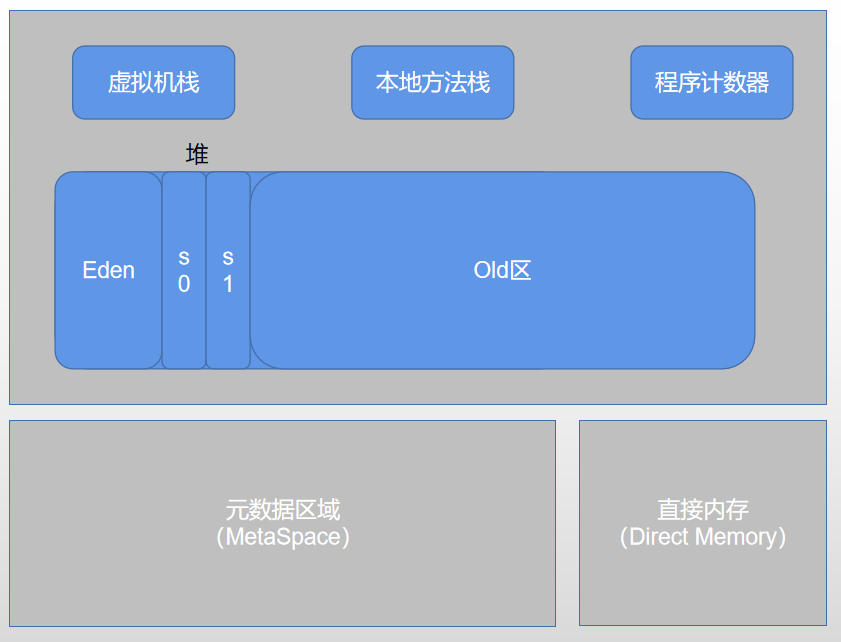 虚拟机栈
本地方法栈
程序计数器
堆
Eden
s
0
s
1
Old区
元数据区域
（MetaSpace）
直接内存
（Direct Memory）